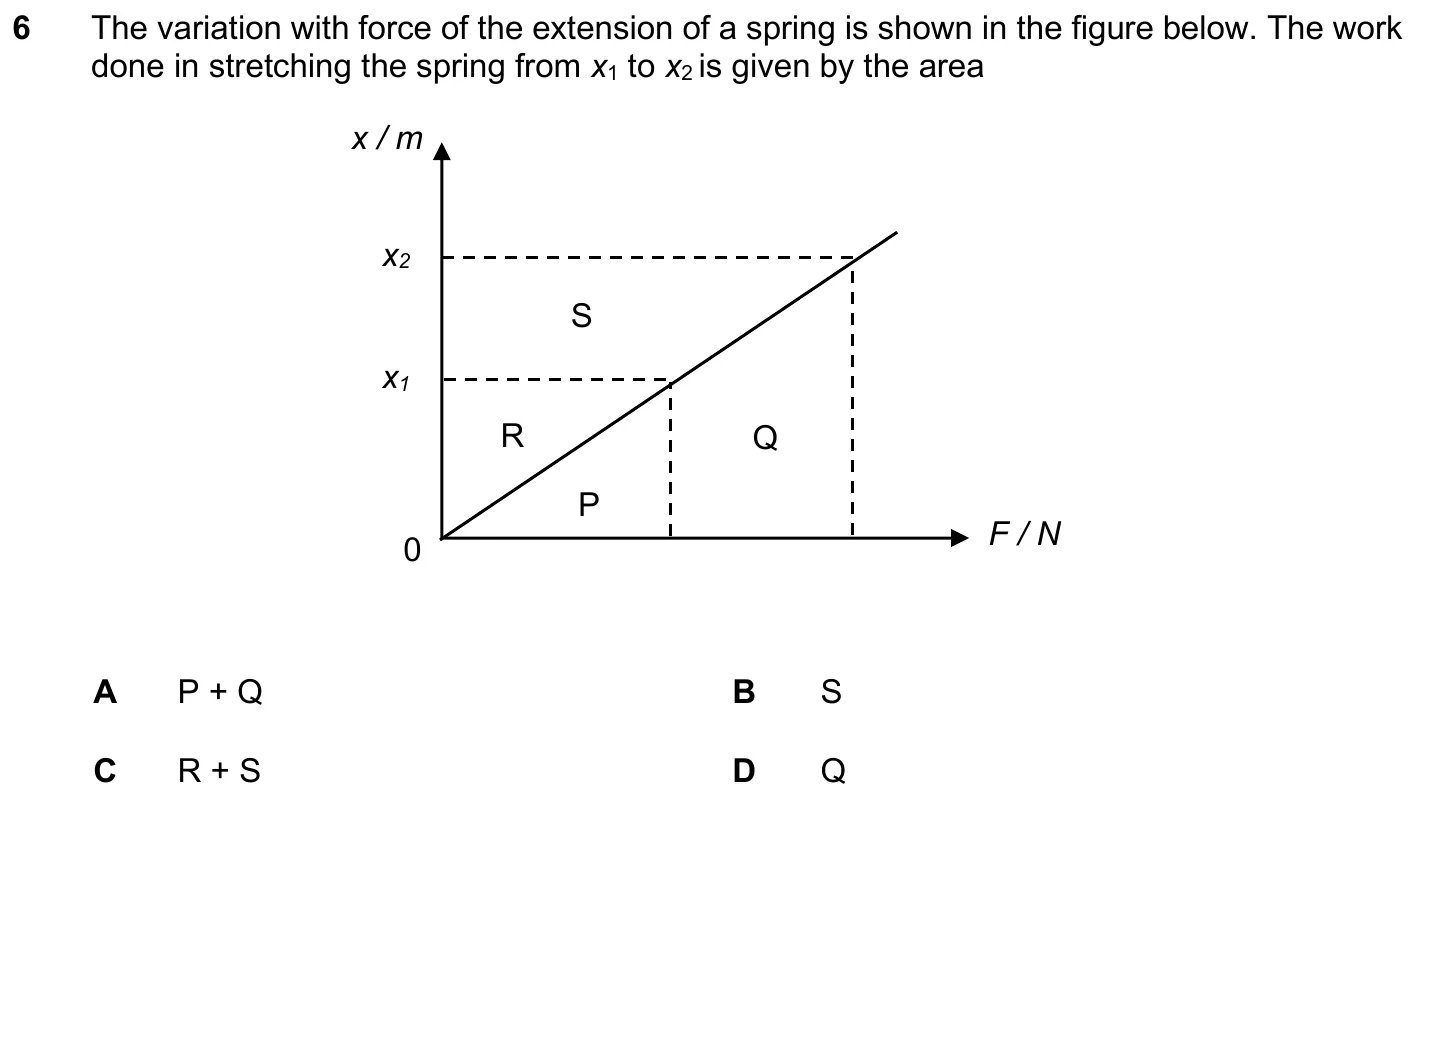 6 The variation with force of the extension of a spring is shown in the figure below. The work
done in stretching the spring from x₁ to x₂ is given by the area
x / m
x₂
S
x₁
R
Q
P
0
F / N
A P + Q B S
C R + S D Q